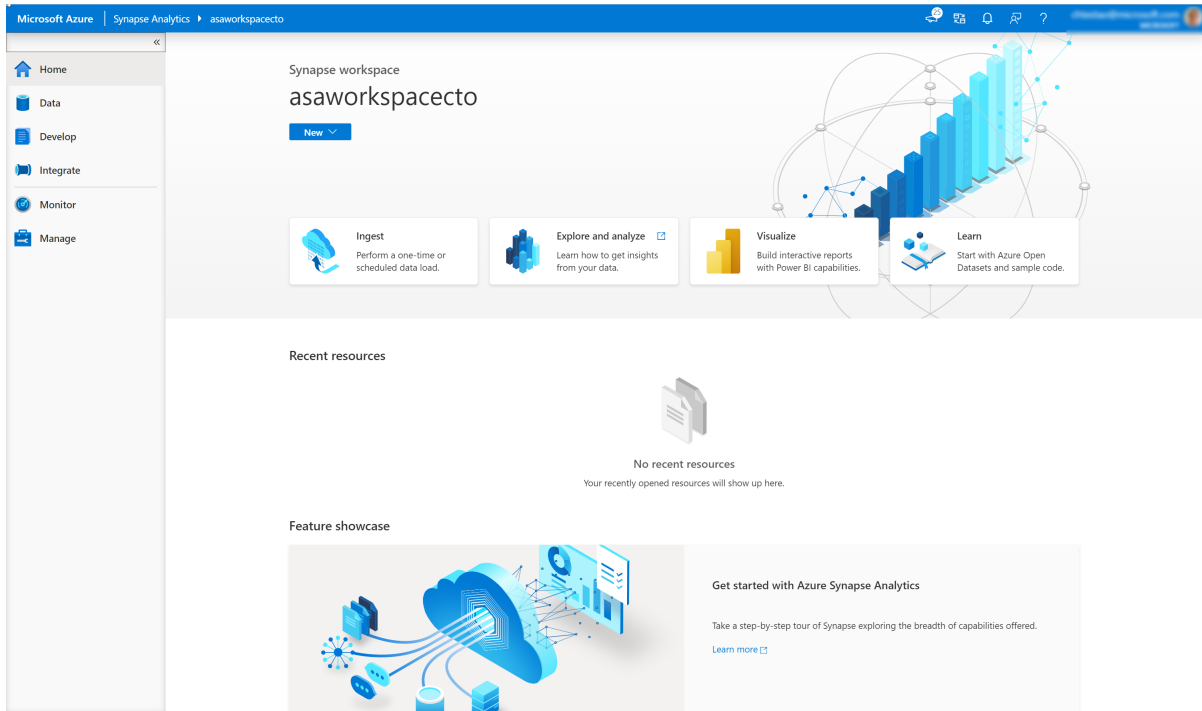 Microsoft Azure
Synapse Analytics
asaworkspacecto
25
?
«
Home
Data
Develop
Integrate
Monitor
Manage
Synapse workspace
asaworkspacecto
New
Ingest
Perform a one-time or
scheduled data load.
Explore and analyze
Learn how to get insights
from your data.
Visualize
Build interactive reports
with Power BI capabilities.
Learn
Start with Azure Open
Datasets and sample code.
Recent resources
No recent resources
Your recently opened resources will show up here.
Feature showcase
Get started with Azure Synapse Analytics
Take a step-by-step tour of Synapse exploring the breadth of capabilities offered.
Learn more